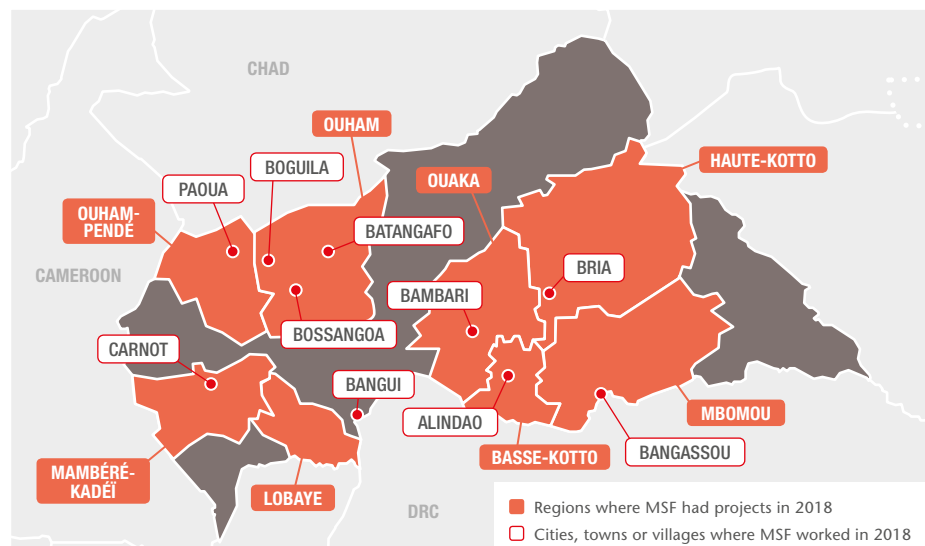 CHAD
OUHAM
BOGUILA
HAUTE-KOTTO
OUAKA
PAOUA
OUHAM-
PENDÉ
BATANGAFO
CAMEROON
BRIA
BAMBARI
BOSSANGOA
CARNOT
BANGUI
ALINDAO
MBOMOU
BASSE-KOTTO
BANGASSOU
MAMBÉRÉ-
KADÉÏ
LOBAYE
DRC
Regions where MSF had projects in 2018
Cities, towns or villages where MSF worked in 2018